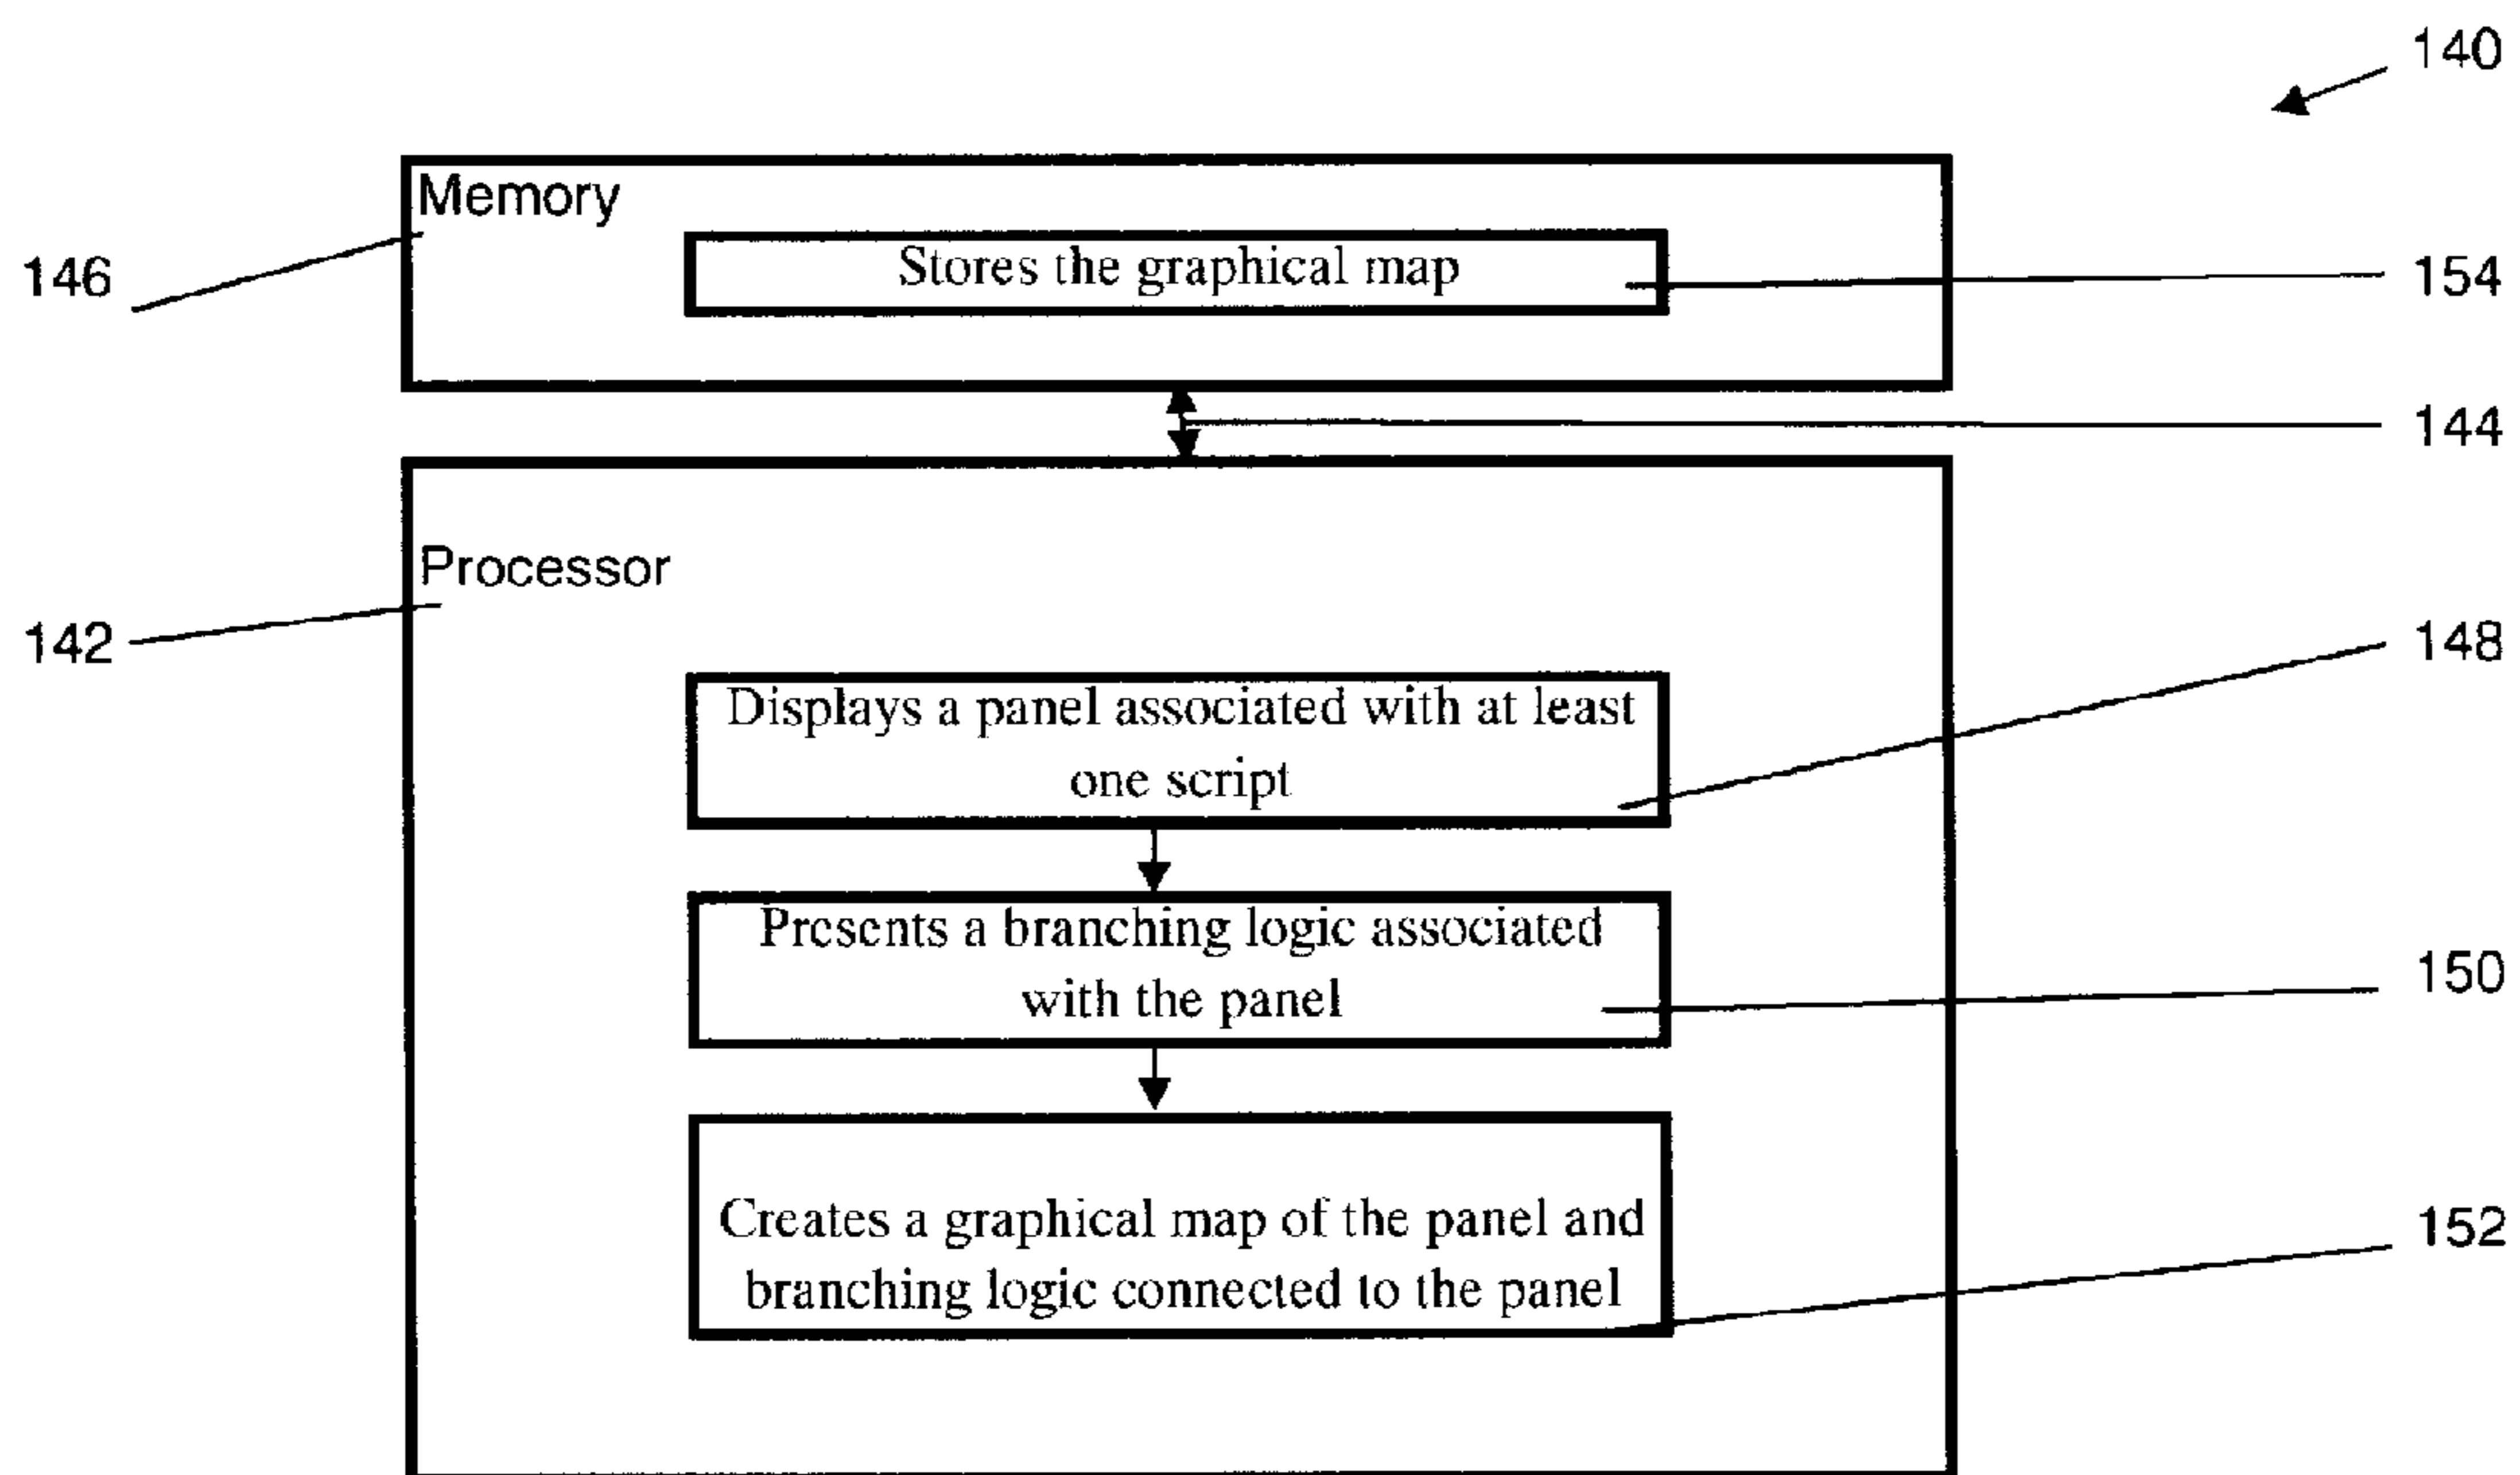 140
Memory
146
Stores the graphical map
154
144
Processor
142
148
Displays a panel associated with at least
one script
Presents a branching logic associated
with the panel
150
Creates a graphical map of the panel and
branching logic connected to the panel
152